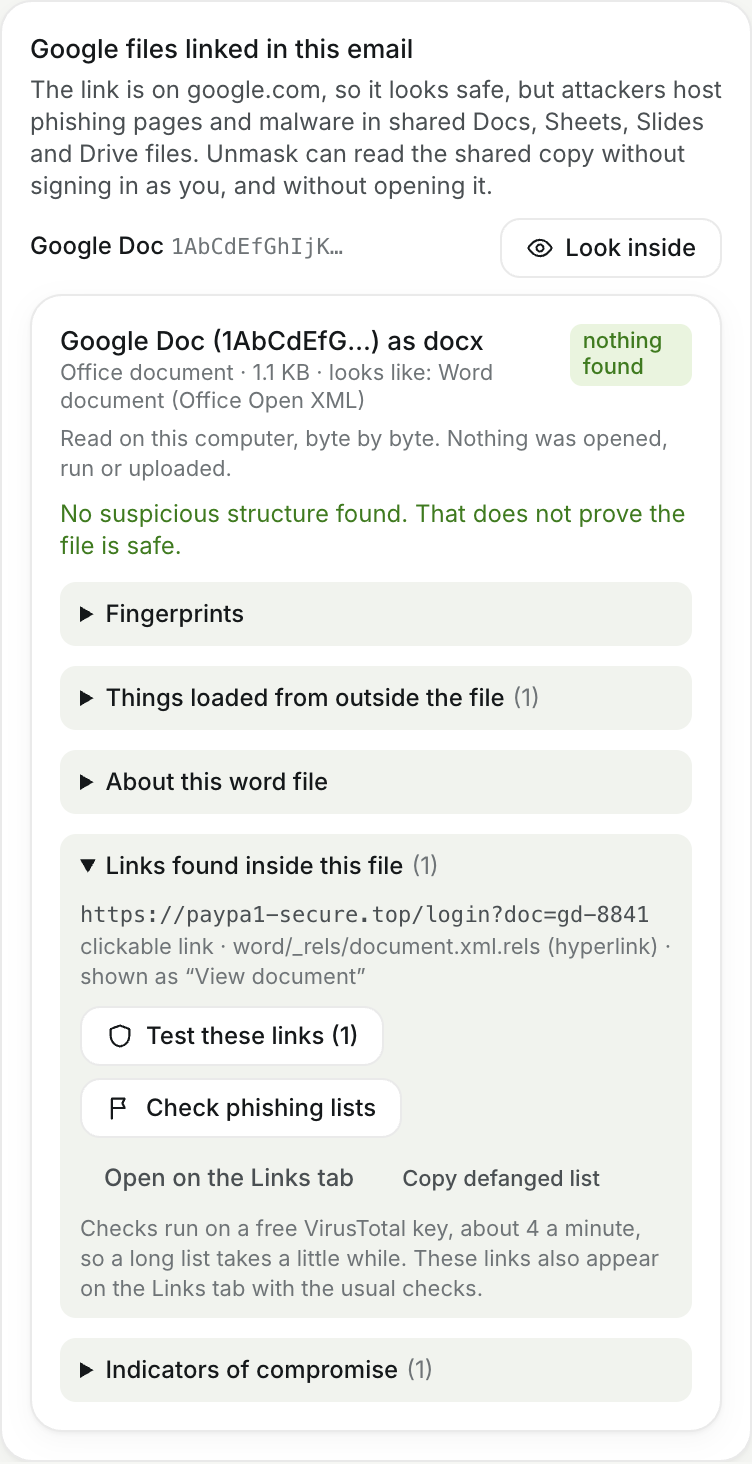 Google files linked in this email
The link is on google.com, so it looks safe, but attackers host
phishing pages and malware in shared Docs, Sheets, Slides
and Drive files. Unmask can read the shared copy without
signing in as you, and without opening it.
Google Doc 1AbCdEfGhIjK…
Look inside
Google Doc (1AbCdEfG…) as docx
nothing
found
Office document · 1.1 KB · looks like: Word
document (Office Open XML)
Read on this computer, byte by byte. Nothing was opened,
run or uploaded.
No suspicious structure found. That does not prove the
file is safe.
Fingerprints
Things loaded from outside the file (1)
About this word file
Links found inside this file (1)
https://paypa1-secure.top/login?doc=gd-8841
clickable link · word/_rels/document.xml.rels (hyperlink) ·
shown as “View document”
Test these links (1)
Check phishing lists
Open on the Links tab
Copy defanged list
Checks run on a free VirusTotal key, about 4 a minute,
so a long list takes a little while. These links also appear
on the Links tab with the usual checks.
Indicators of compromise (1)